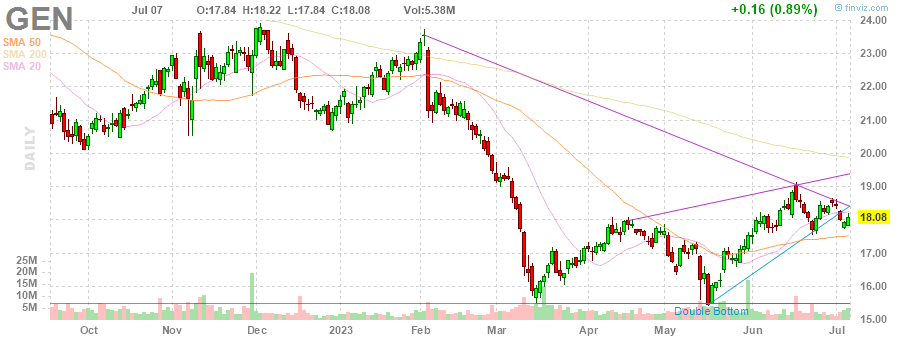 GEN Jul 07 O:17.84 H:18.22 L:17.84 C:18.08 Vol:5.38M +0.16 (0.89%) © finviz.com
SMA 50
SMA 200
SMA 20
DAILY
24.00
23.00
22.00
21.00
20.00
19.00
18.08
17.00
16.00
15.00
25M
20M
15M
10M
5M
Double Bottom
Oct Nov Dec 2023 Feb Mar Apr May Jun Jul